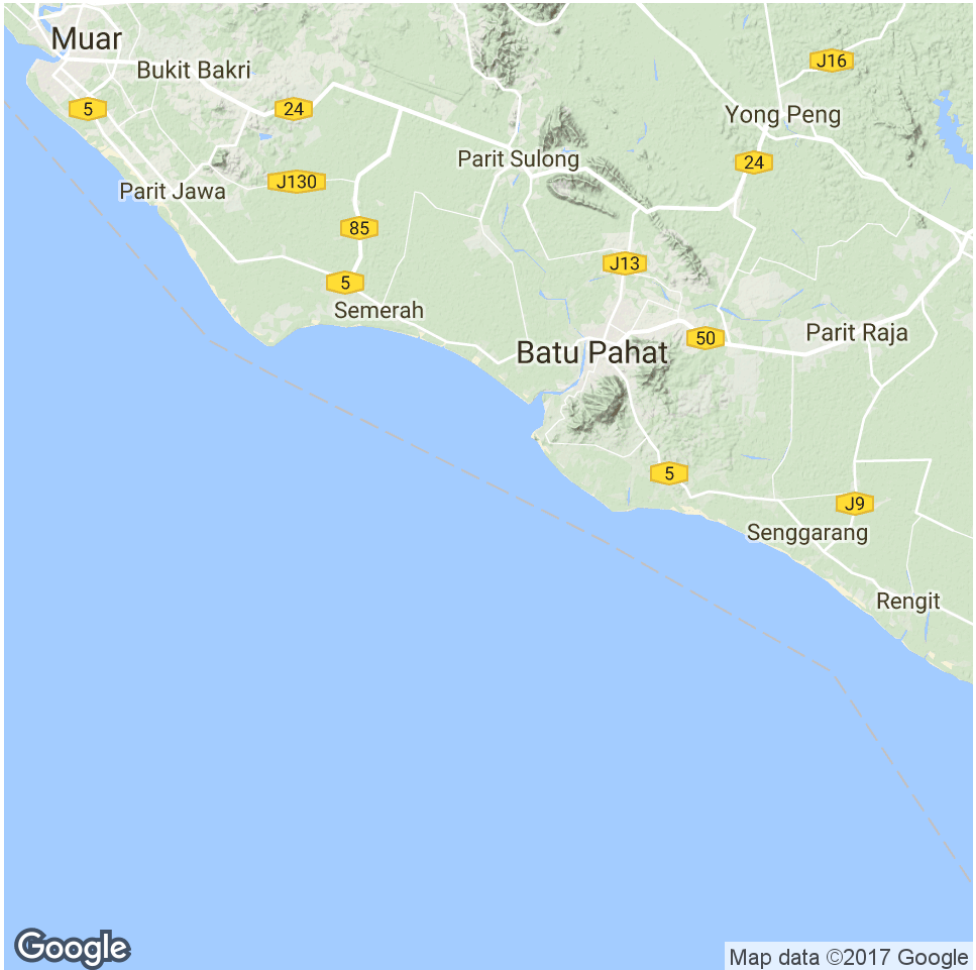 Muar
J16
Bukit Bakri
5
24
Yong Peng
Parit Sulong
24
J130
Parit Jawa
85
J13
5
Semerah
Batu Pahat
50
Parit Raja
5
J9
Senggarang
Rengit
Google
Map data ©2017 Google